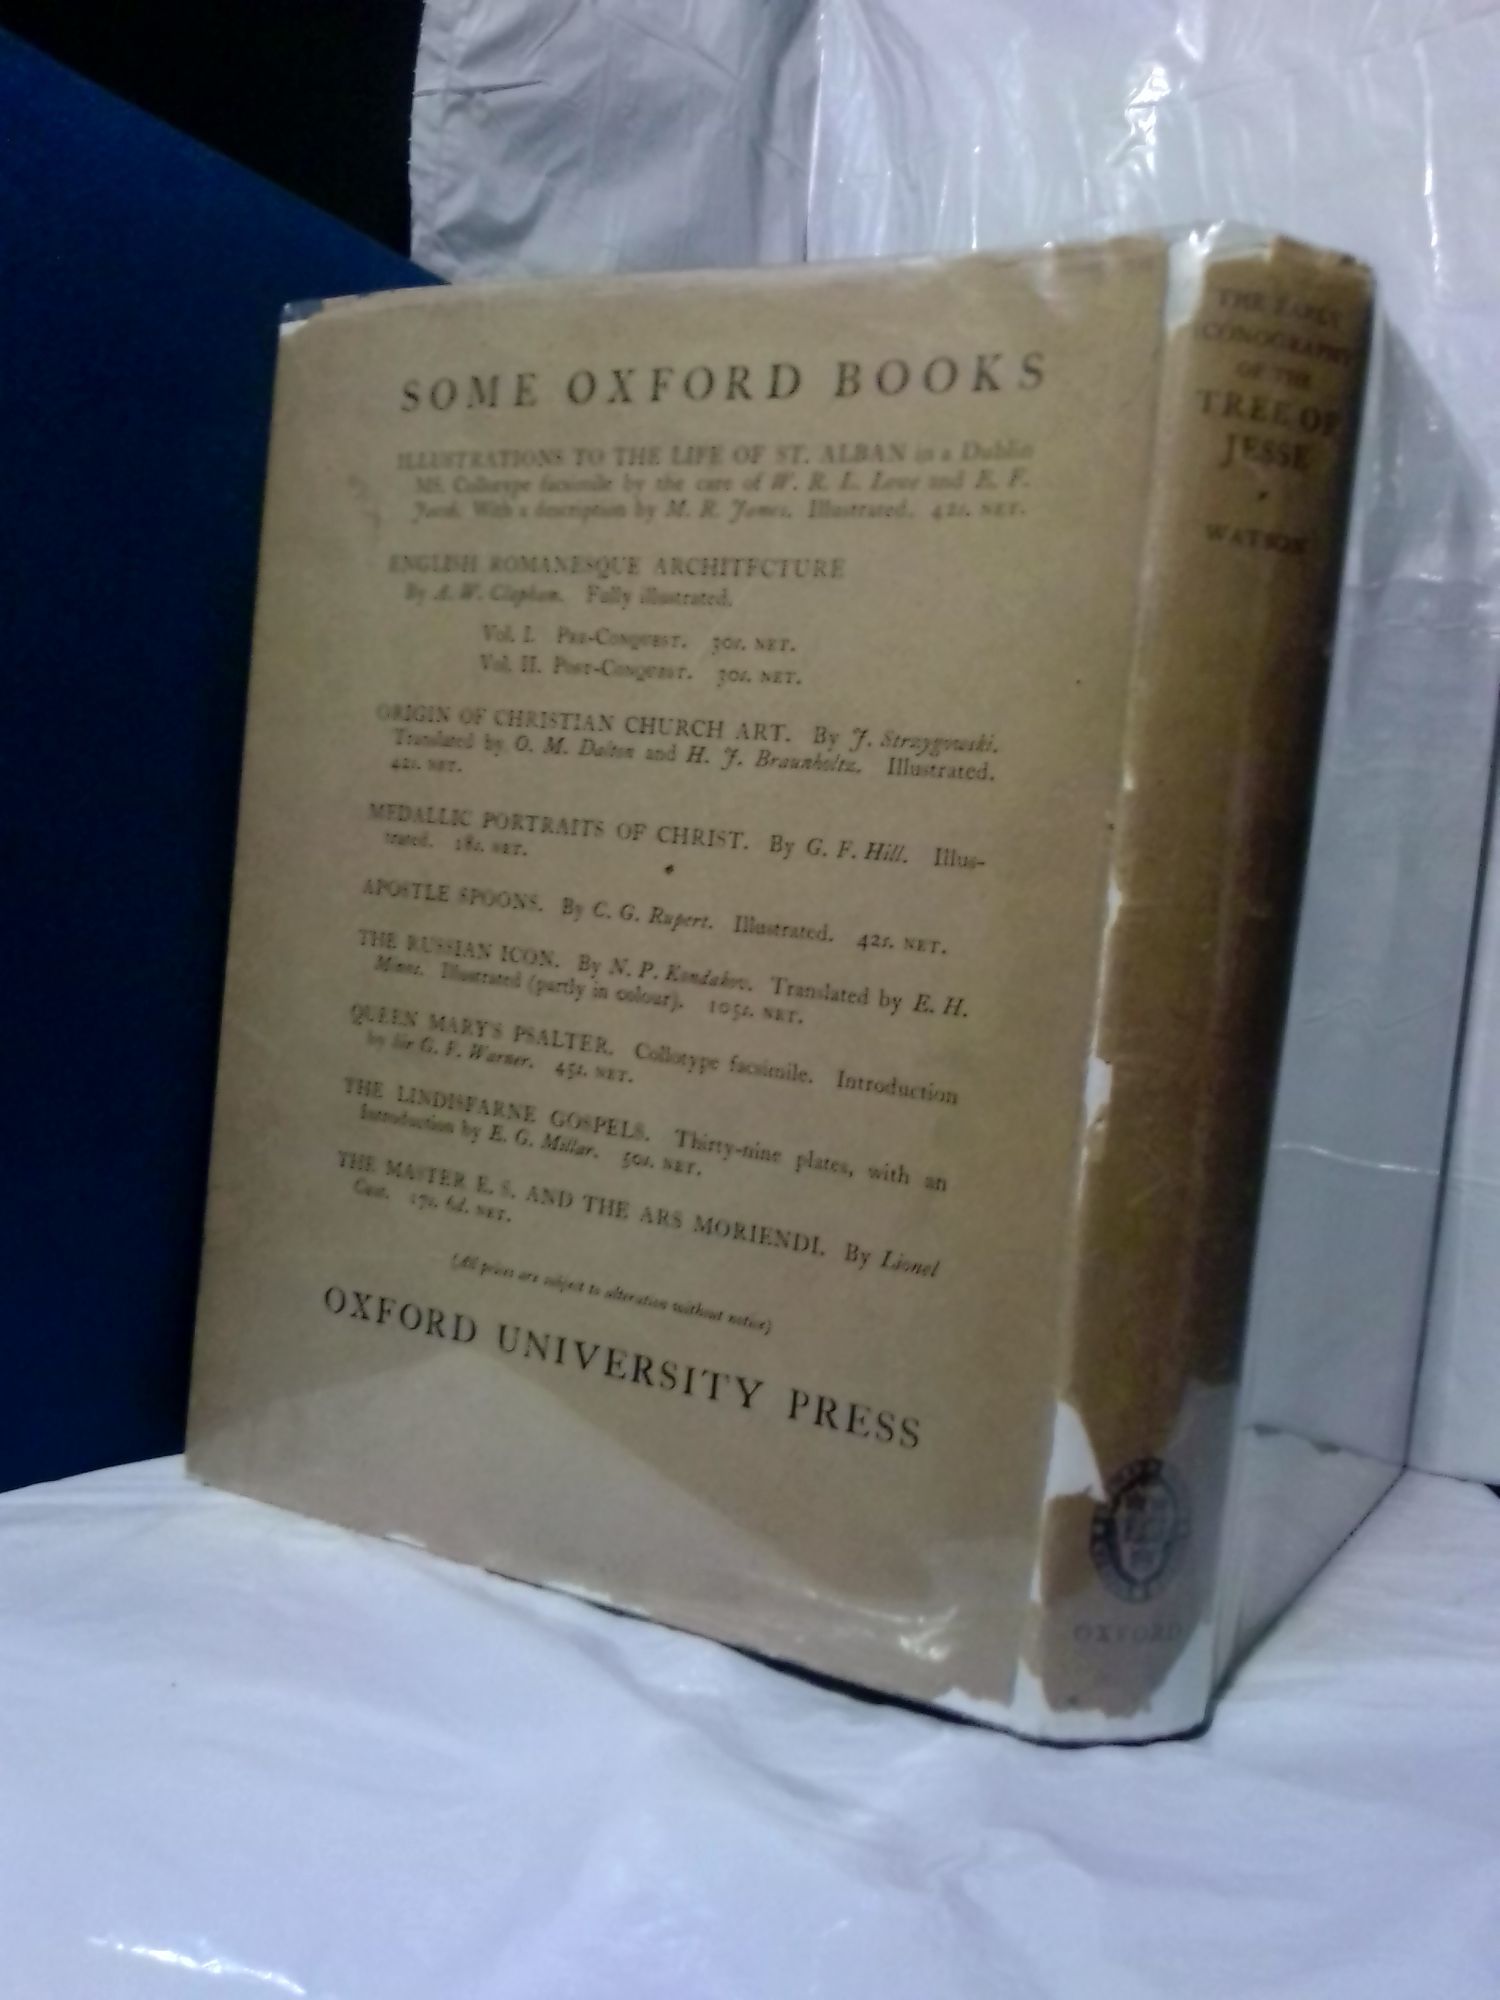 SOME OXFORD BOOKS
ILLUSTRATIONS TO THE LIFE OF ST. ALBAN in a Dublin
MS. Collotype facsimile by the care of W. R. L. Lowe and E. F.
Jacob. With a description by M. R. James. Illustrated. 42s. NET.
ENGLISH ROMANESQUE ARCHITECTURE
By A. W. Clapham. Fully illustrated.
Vol. I. PRE-CONQUEST. 30s. NET.
Vol. II. POST-CONQUEST. 30s. NET.
ORIGIN OF CHRISTIAN CHURCH ART. By J. Strzygowski.
Translated by O. M. Dalton and H. J. Braunholtz. Illustrated.
42s. NET.
MEDALLIC PORTRAITS OF CHRIST. By G. F. Hill. Illus-
trated. 18s. NET.
APOSTLE SPOONS. By C. G. Rupert. Illustrated. 42s. NET.
THE RUSSIAN ICON. By N. P. Kondakov. Translated by E. H.
Minns. Illustrated (partly in colour). 105s. NET.
QUEEN MARY'S PSALTER. Collotype facsimile. Introduction
by Sir G. F. Warner. 45s. NET.
THE LINDISFARNE GOSPELS. Thirty-nine plates, with an
Introduction by E. G. Millar. 50s. NET.
THE MASTER E. S. AND THE ARS MORIENDI. By Lionel
Cust. 17s. 6d. NET.
(All prices are subject to alteration without notice)
OXFORD UNIVERSITY PRESS
THE EARLY
ICONOGRAPHY
OF THE
TREE OF
JESSE
WATSON
OXFORD